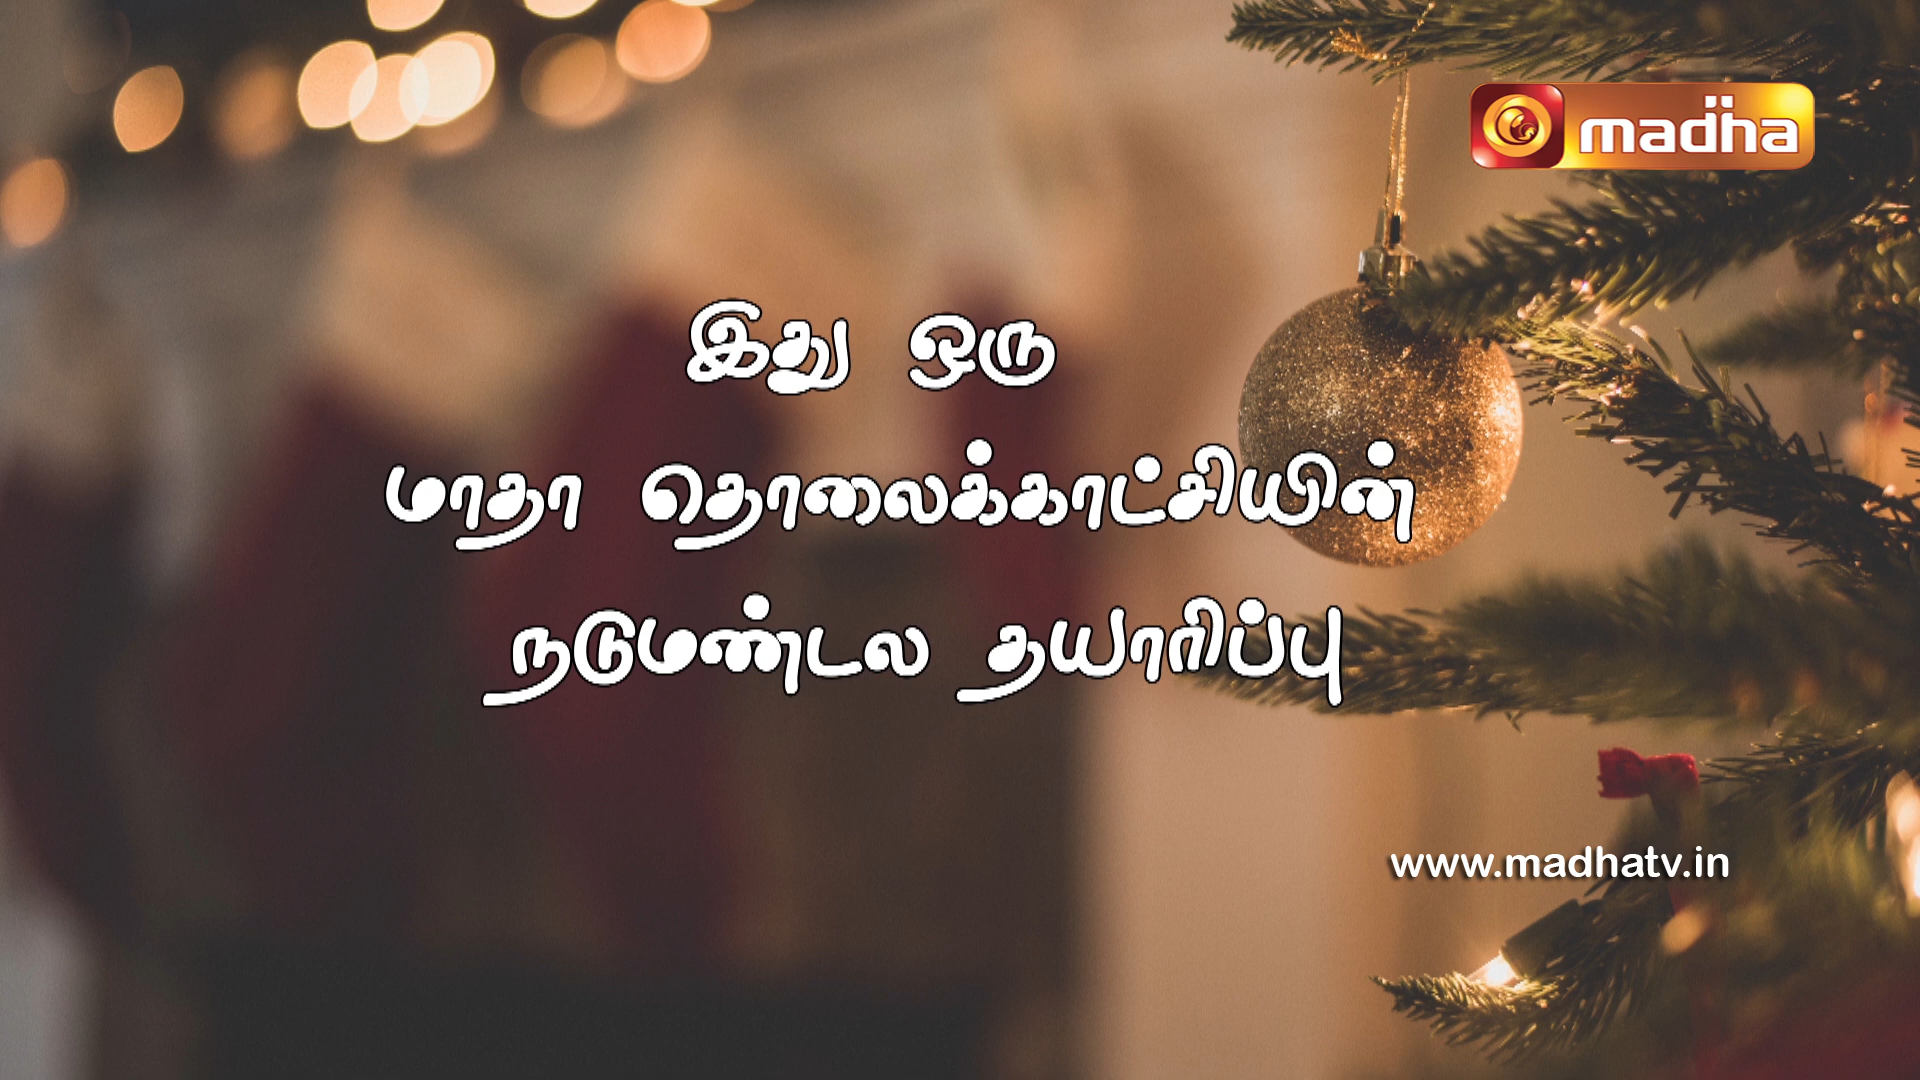 madha
இது ஒரு
மாதா தொலைக்காட்சியின்
நடுமண்டல தயாரிப்பு
www.madhatv.in